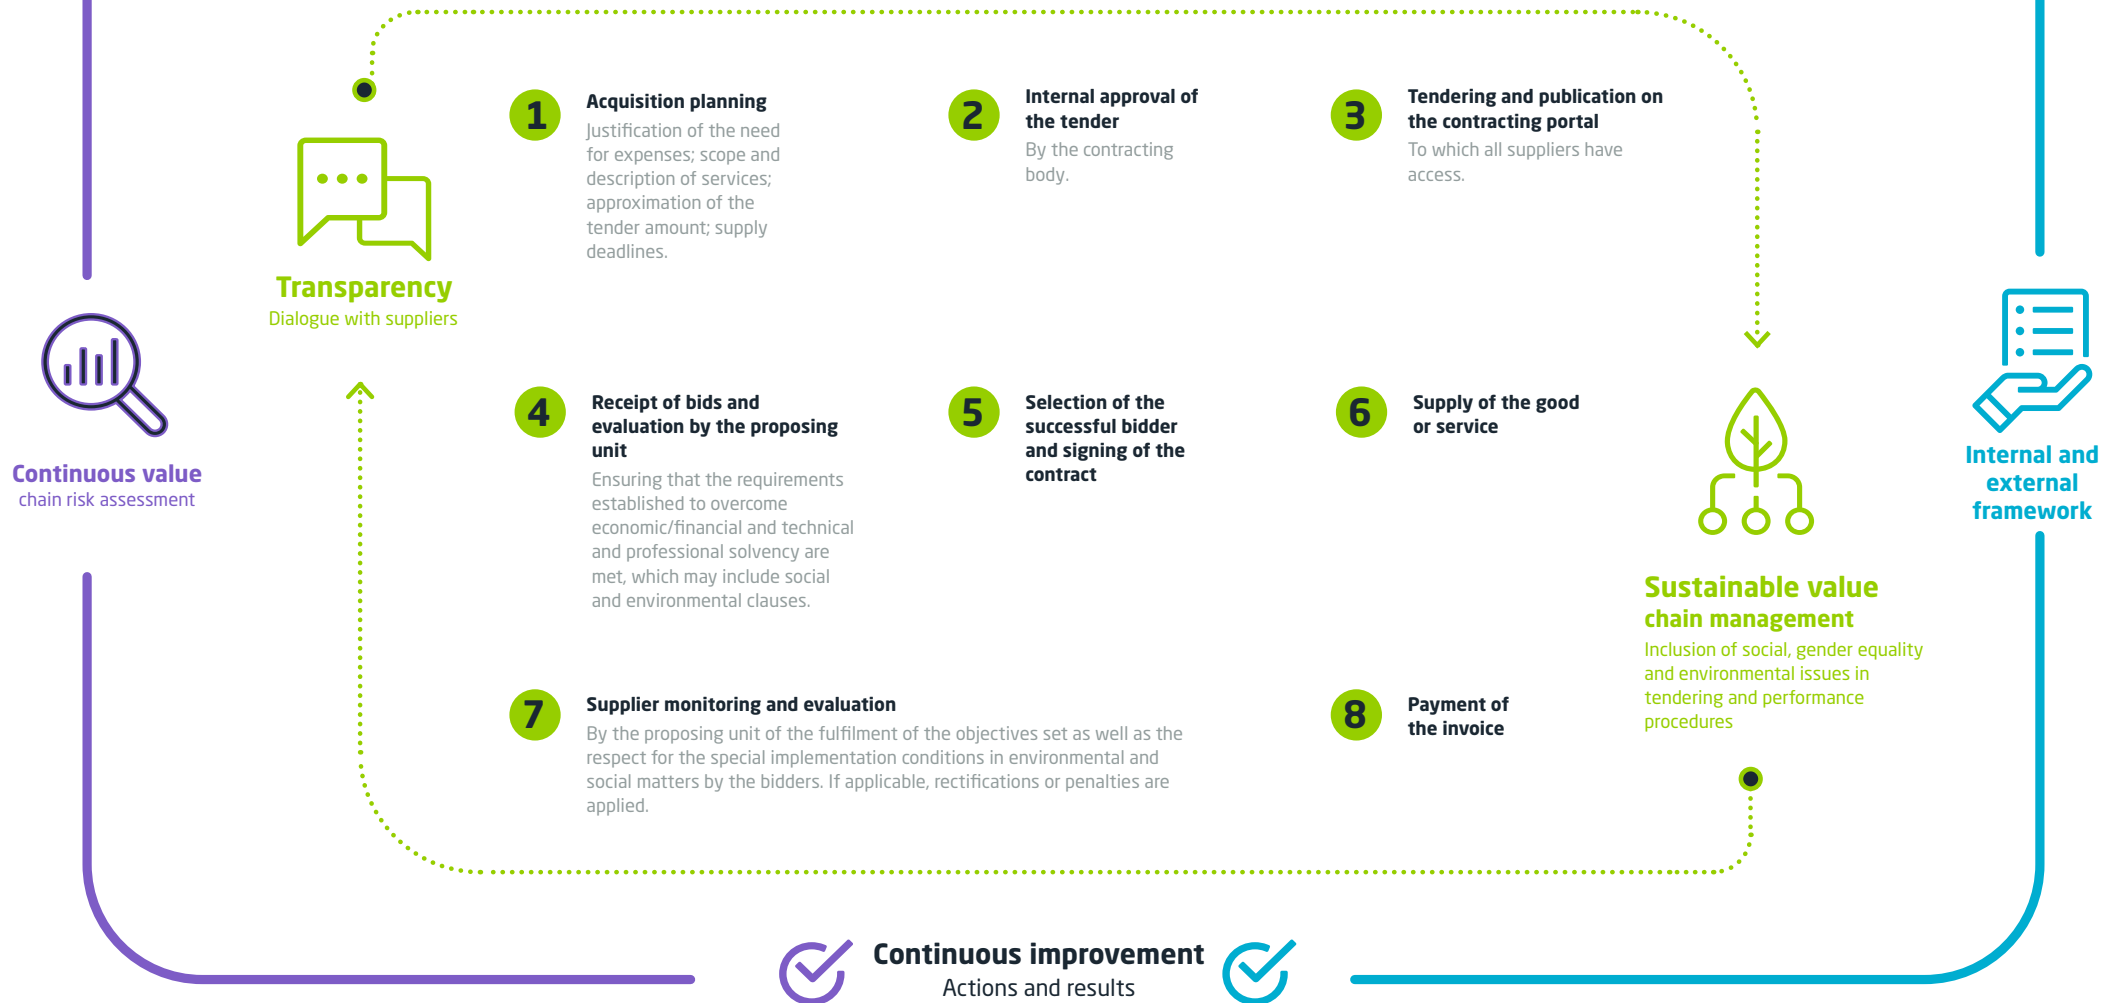 1
Acquisition planning
Justification of the need
for expenses; scope and
description of services;
approximation of the
tender amount; supply
deadlines.
2
Internal approval of
the tender
By the contracting
body.
3
Tendering and publication on
the contracting portal
To which all suppliers have
access.
Transparency
Dialogue with suppliers
Continuous value
chain risk assessment
4
Receipt of bids and
evaluation by the proposing
unit
Ensuring that the requirements
established to overcome
economic/financial and technical
and professional solvency are
met, which may include social
and environmental clauses.
5
Selection of the
successful bidder
and signing of the
contract
6
Supply of the good
or service
Internal and
external
framework
Sustainable value
chain management
Inclusion of social, gender equality
and environmental issues in
tendering and performance
procedures
7
Supplier monitoring and evaluation
By the proposing unit of the fulfilment of the objectives set as well as the
respect for the special implementation conditions in environmental and
social matters by the bidders. If applicable, rectifications or penalties are
applied.
8
Payment of
the invoice
Continuous improvement
Actions and results